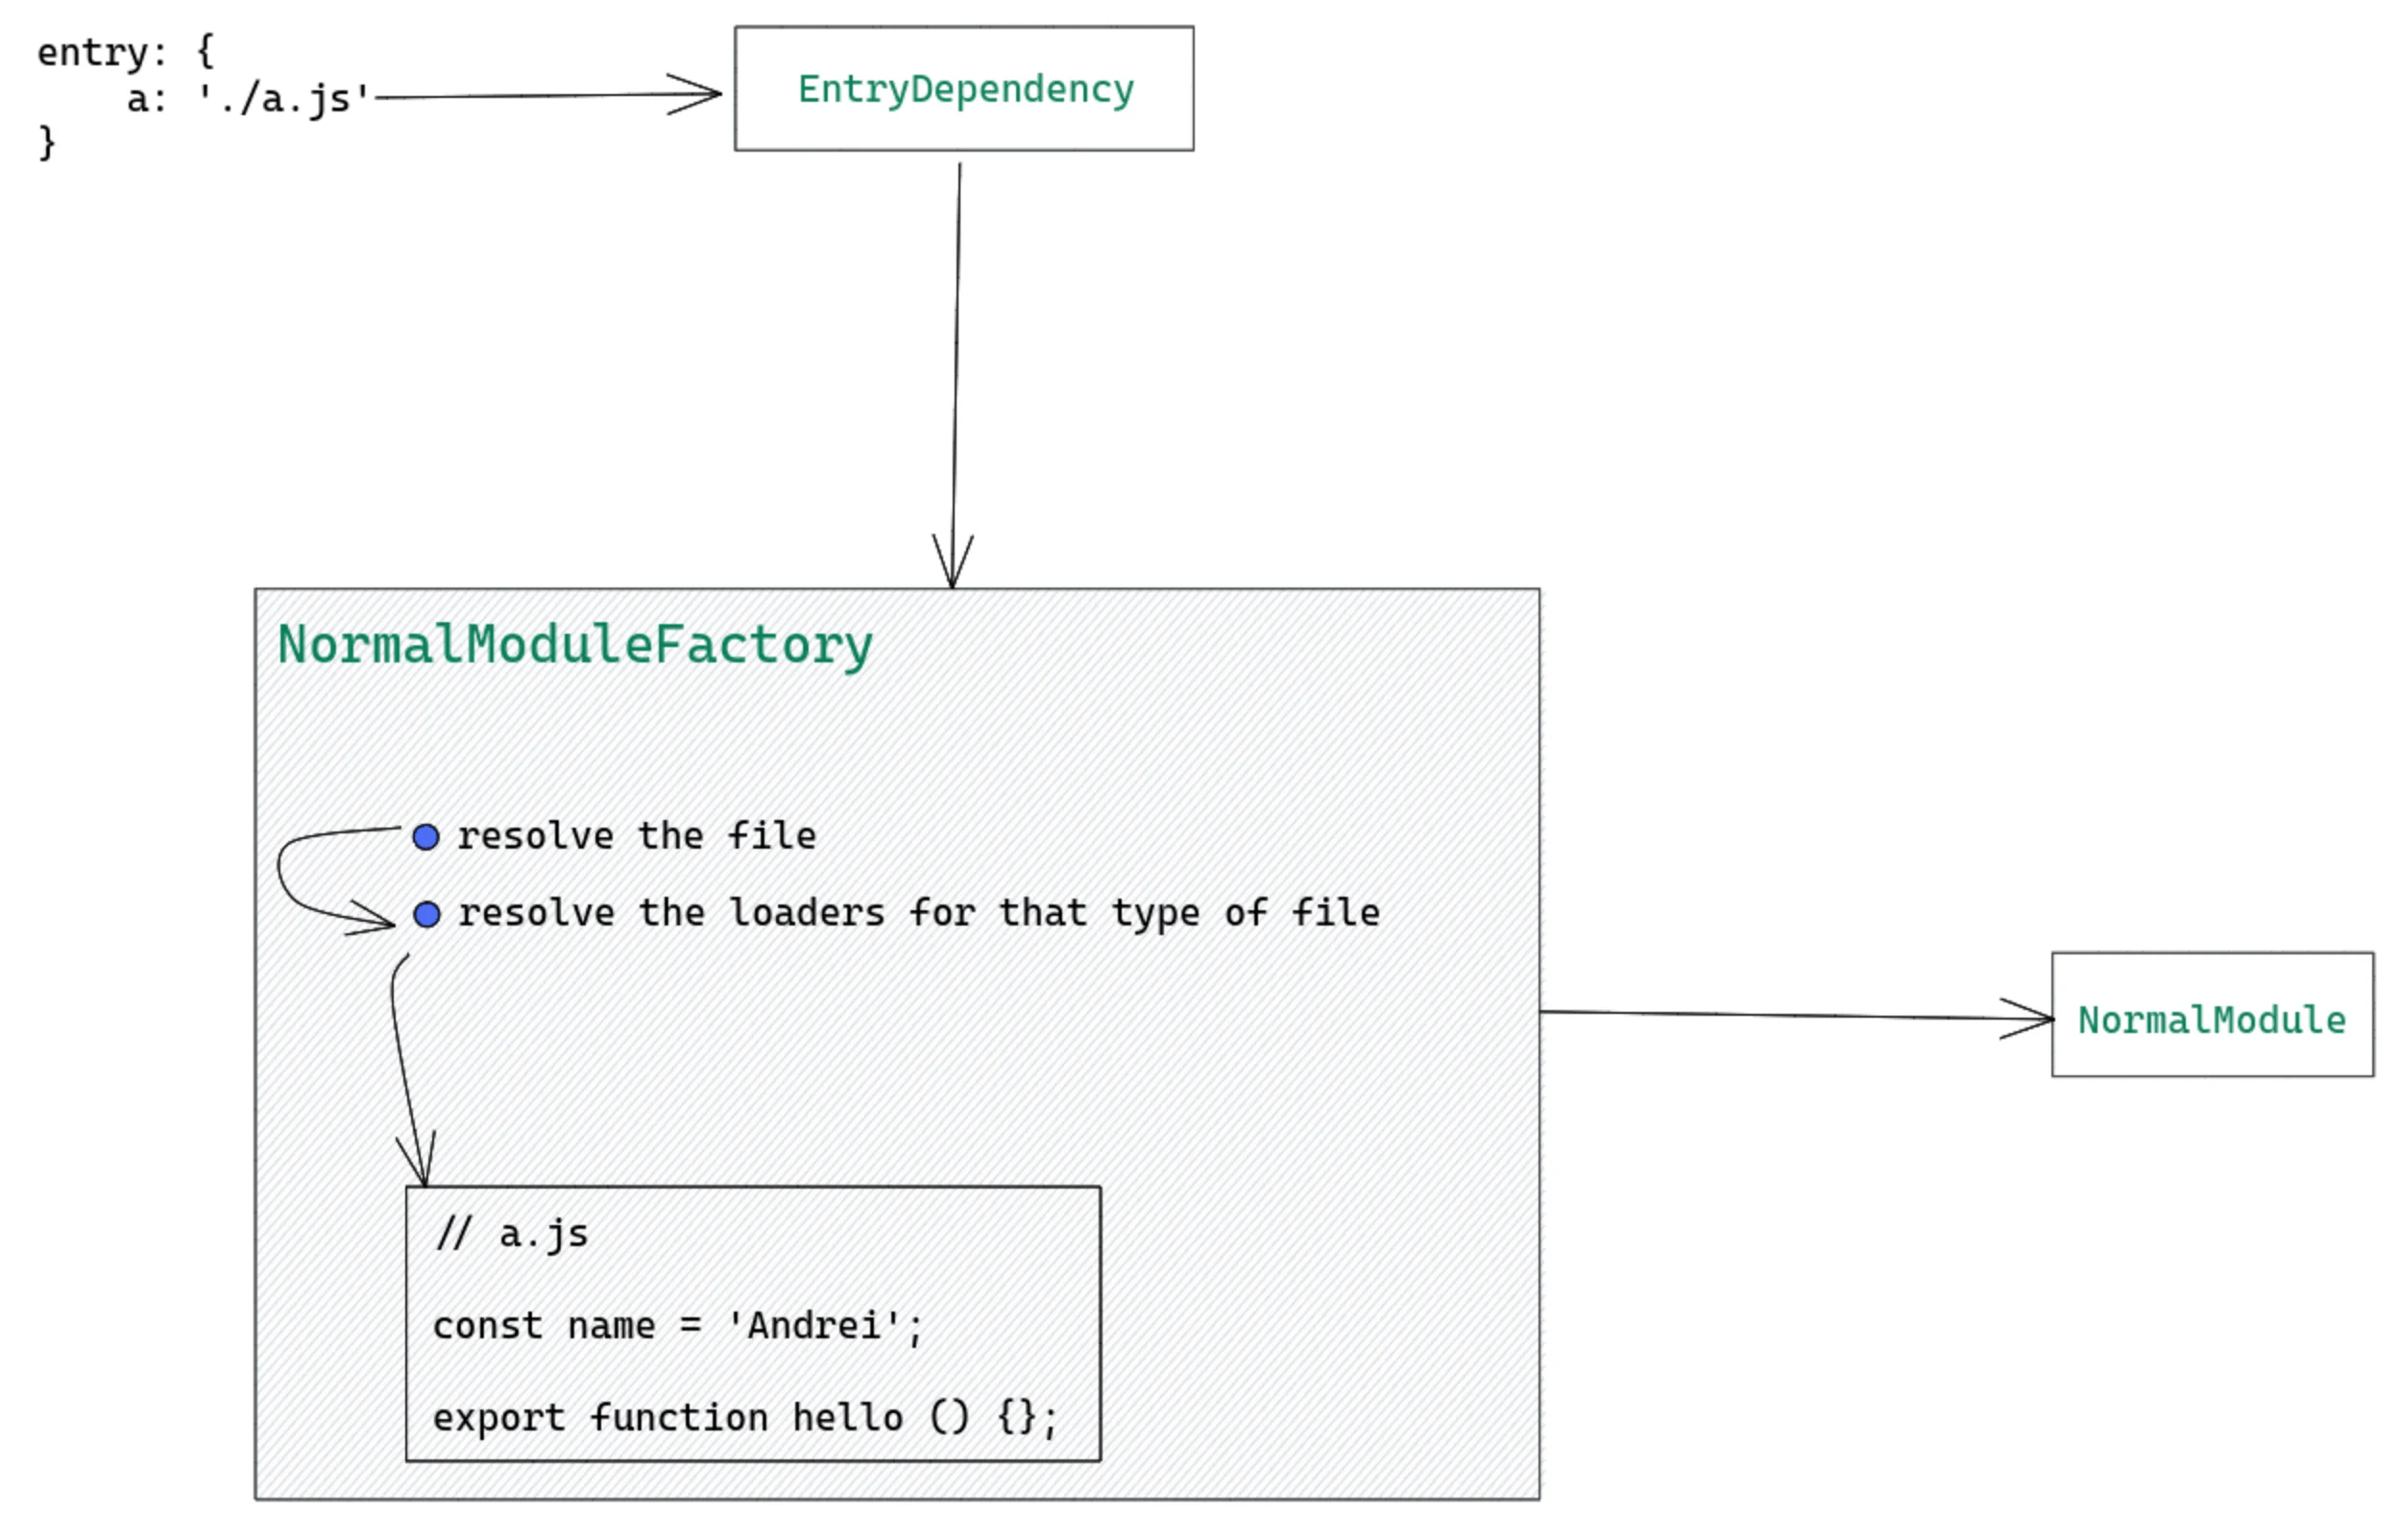 entry: {
a: './a.js'
}
EntryDependency
NormalModuleFactory
resolve the file
resolve the loaders for that type of file
// a.js
const name = 'Andrei';
export function hello () {};
NormalModule